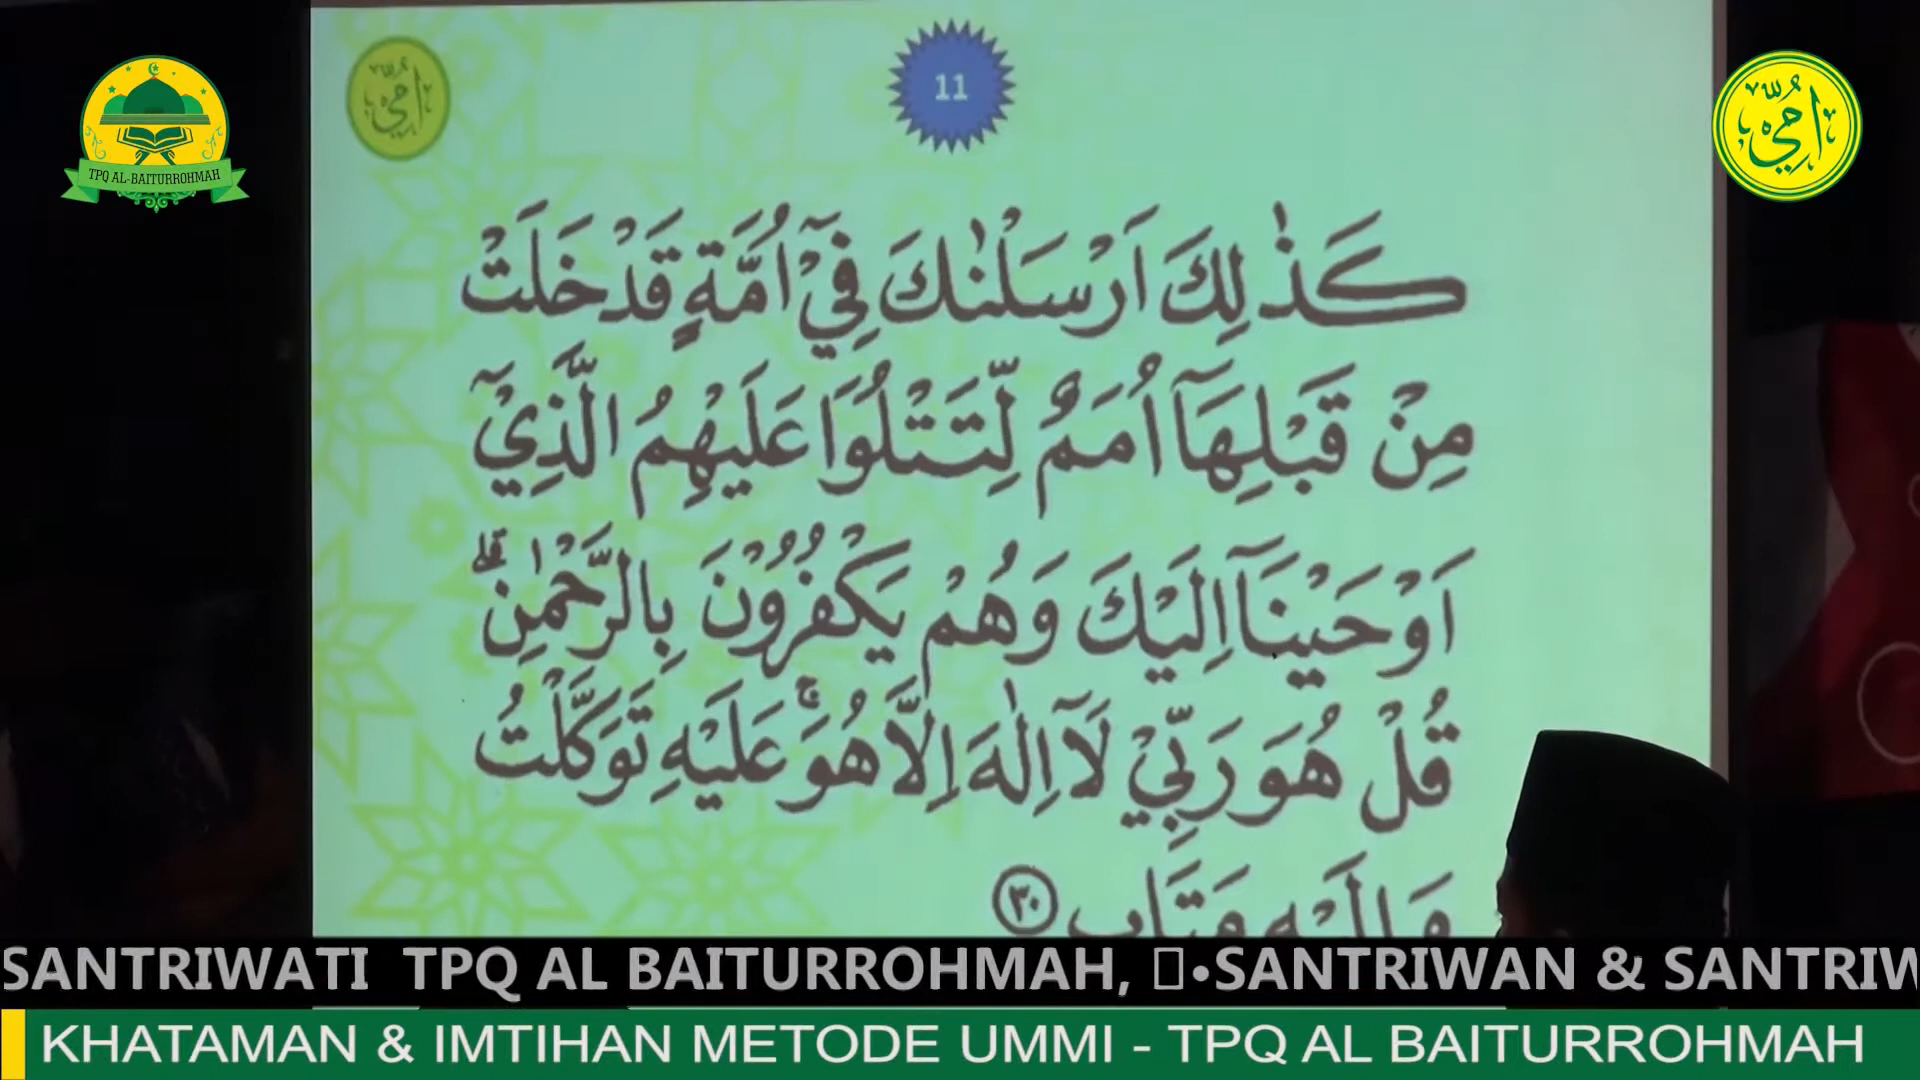 11
اُمِّي
TPQ AL-BAITURROHMAH
اُمِّي
كَذٰلِكَ اَرْسَلْنٰكَ فِيْٓ اُمَّةٍ قَدْ خَلَتْ
مِنْ قَبْلِهَآ اُمَمٌ لِّتَتْلُوَا۟ عَلَيْهِمُ الَّذِيْٓ
اَوْحَيْنَآ اِلَيْكَ وَهُمْ يَكْفُرُوْنَ بِالرَّحْمٰنِ ۗ
قُلْ هُوَ رَبِّيْ لَآ اِلٰهَ اِلَّا هُوَ ۚ عَلَيْهِ تَوَكَّلْتُ
وَاِلَيْهِ مَتَابِ ٣٠
SANTRIWATI TPQ AL BAITURROHMAH, •SANTRIWAN & SANTRIW
KHATAMAN & IMTIHAN METODE UMMI - TPQ AL BAITURROHMAH